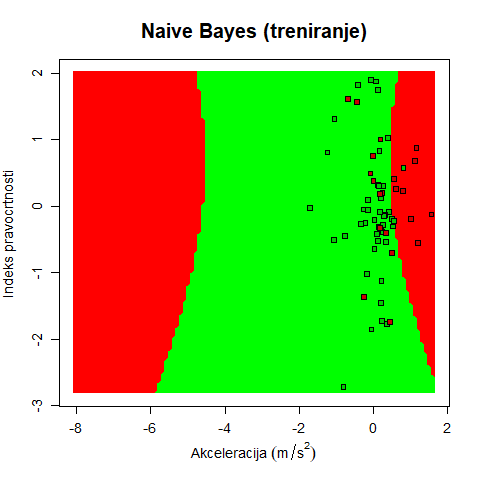 Naive Bayes (treniranje)
Indeks pravocrtnosti
2
1
0
-1
-2
-3
-8 -6 -4 -2 0 2
Akceleracija (m/s²)